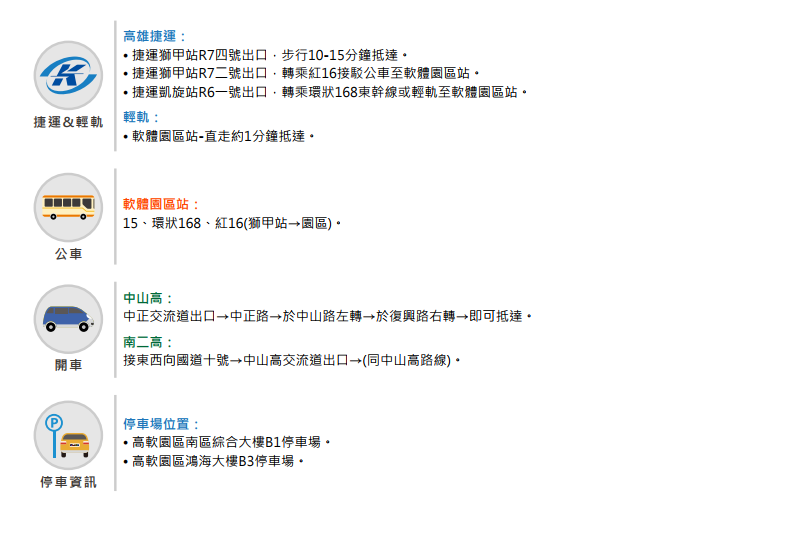 高雄捷運：
• 捷運獅甲站R7四號出口，步行10-15分鐘抵達。
• 捷運獅甲站R7二號出口，轉乘紅16接駁公車至軟體園區站。
• 捷運凱旋站R6一號出口，轉乘環狀168東幹線或輕軌至軟體園區站。
捷運&輕軌
輕軌：
• 軟體園區站-直走約1分鐘抵達。
軟體園區站：
15、環狀168、紅16(獅甲站→園區)。
公車
中山高：
中正交流道出口→中正路→於中山路左轉→於復興路右轉→即可抵達。
南二高：
接東西向國道十號→中山高交流道出口→(同中山高路線)。
開車
P
停車場位置：
• 高軟園區南區綜合大樓B1停車場。
• 高軟園區鴻海大樓B3停車場。
停車資訊